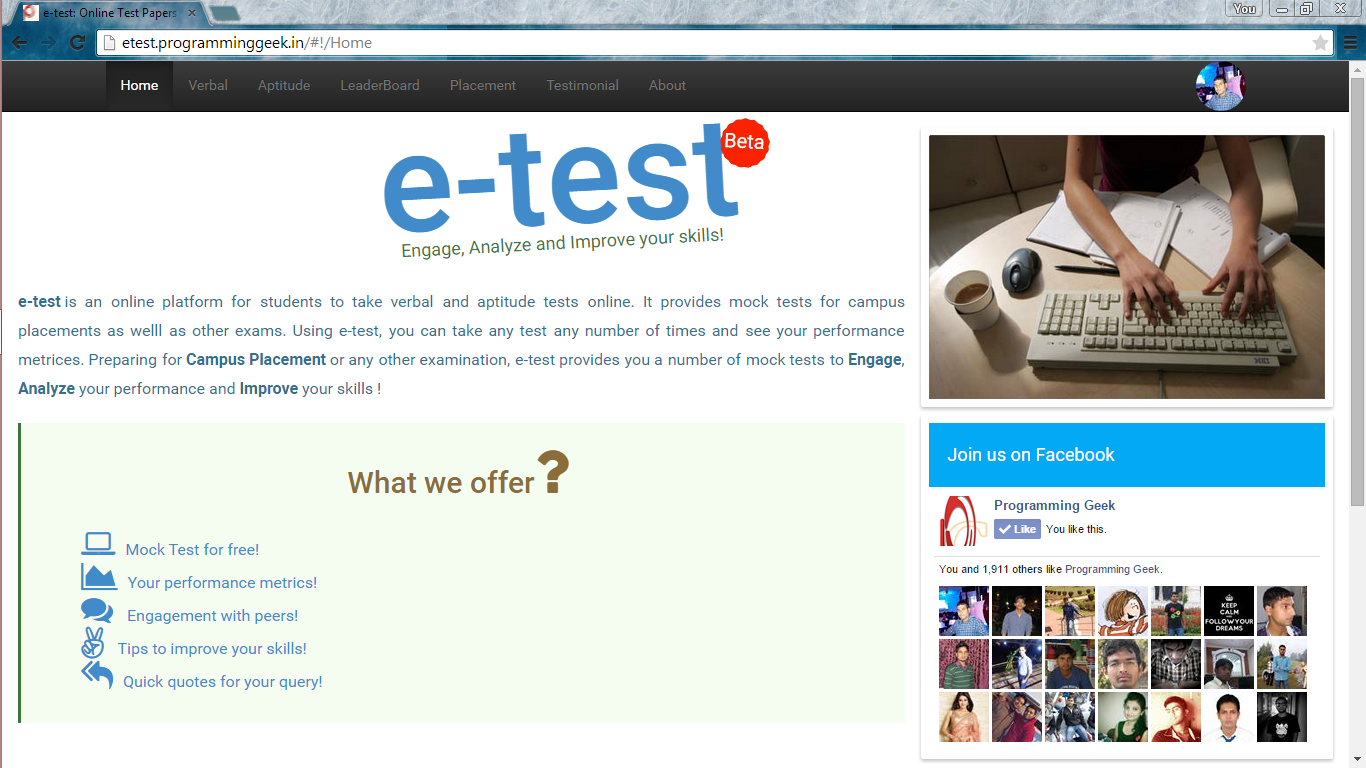 e-test: Online Test Papers
You
etest.programminggeek.in/#!/Home
Home Verbal Aptitude LeaderBoard Placement Testimonial About
e-test
Beta
Engage, Analyze and Improve your skills!
e-test is an online platform for students to take verbal and aptitude tests online. It provides mock tests for campus
placements as welll as other exams. Using e-test, you can take any test any number of times and see your performance
metrices. Preparing for Campus Placement or any other examination, e-test provides you a number of mock tests to Engage,
Analyze your performance and Improve your skills !
What we offer ?
Mock Test for free!
Your performance metrics!
Engagement with peers!
Tips to improve your skills!
Quick quotes for your query!
Join us on Facebook
Programming Geek
Like You like this.
You and 1,911 others like Programming Geek.
KEEP
CALM
FOLLOW YOUR
DREAMS